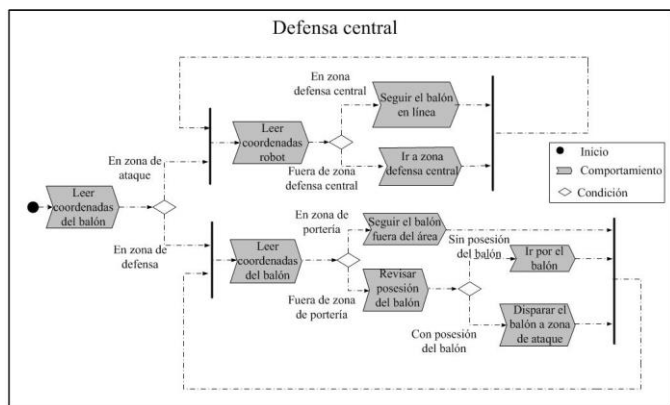 Defensa central
En zona
defensa central
Seguir el balón
en línea
Leer
coordenadas
robot
Fuera de zona
defensa central
Ir a zona
defensa central
Inicio
Comportamiento
Condición
En zona de
ataque
Leer
coordenadas
del balón
En zona de
defensa
Leer
coordenadas
del balón
En zona de
portería
Seguir el balón
fuera del área
Fuera de zona
de portería
Revisar
posesión
del balón
Sin posesión
del balón
Ir por el
balón
Con posesión
del balón
Disparar el
balón a zona
de ataque